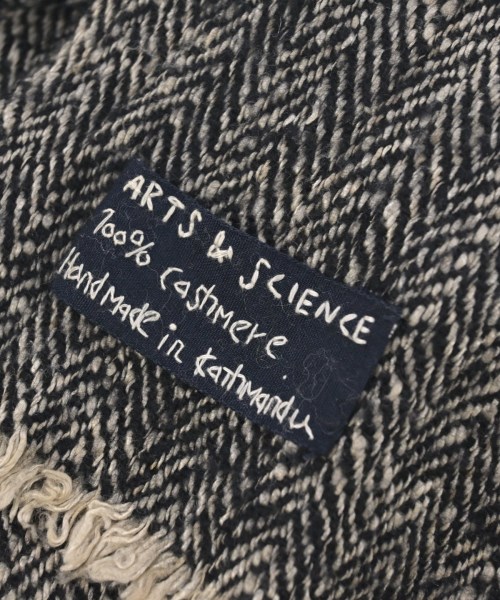 ARTS & SCIENCE
100% Cashmere.
HandMade in KathMandu